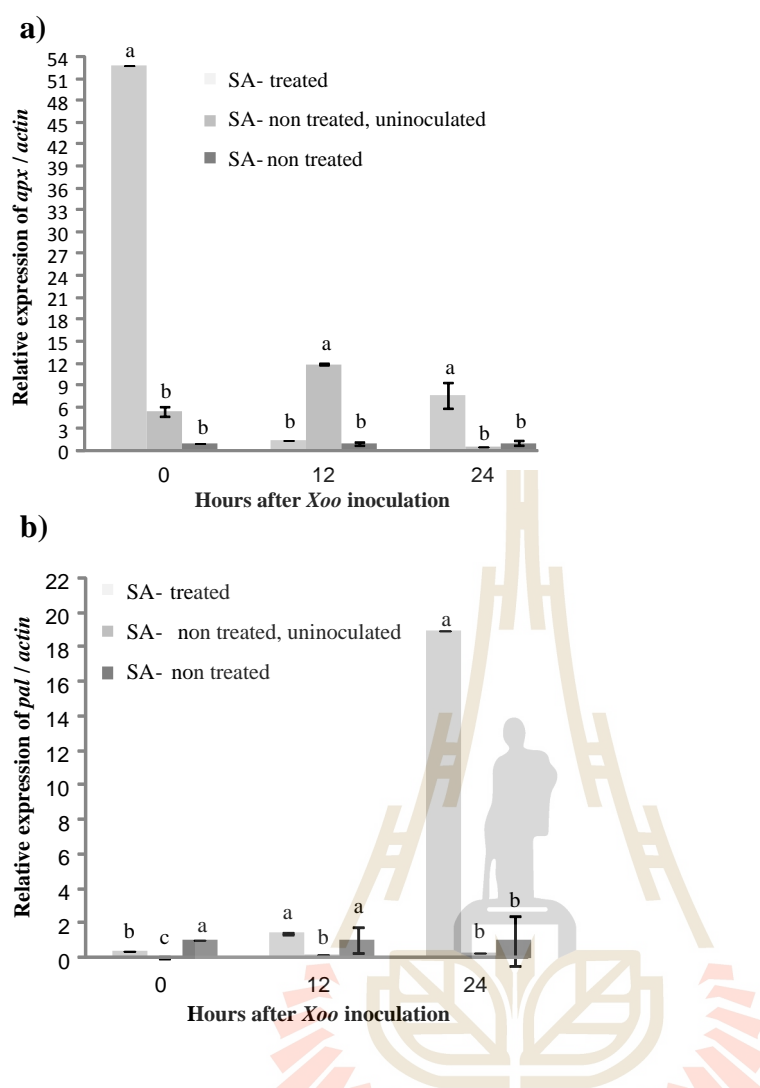 a)
54
51
48
45
42
39
36
33
30
27
24
21
18
15
12
9
6
3
0
Relative expression of apx / actin
SA- treated
SA- non treated, uninoculated
SA- non treated
a
b
b
b
a
b
a
b
b
0
12
24
Hours after Xoo inoculation
b)
22
20
18
16
14
12
10
8
6
4
2
0
Relative expression of pal / actin
SA- treated
SA- non treated, uninoculated
SA- non treated
b
c
a
a
b
a
a
b
b
0
12
24
Hours after Xoo inoculation